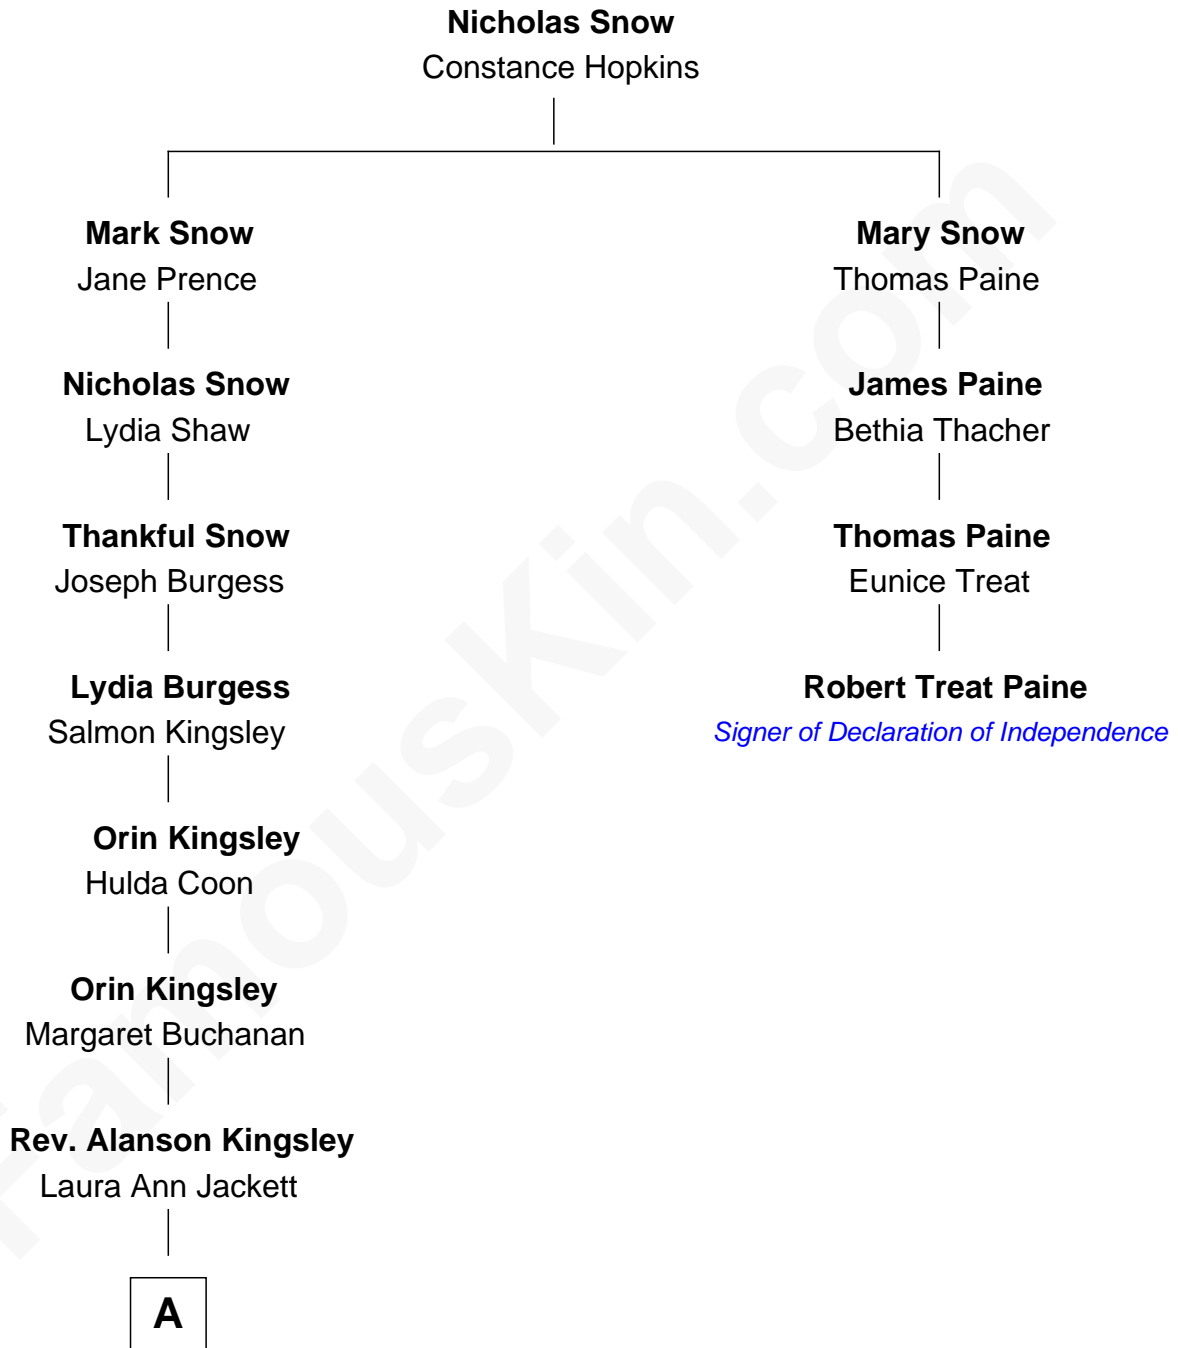 Nicholas Snow
Constance Hopkins
Mark Snow
Jane Prence
Mary Snow
Thomas Paine
Nicholas Snow
Lydia Shaw
James Paine
Bethia Thacher
Thankful Snow
Joseph Burgess
Thomas Paine
Eunice Treat
Lydia Burgess
Salmon Kingsley
Robert Treat Paine
Signer of Declaration of Independence
Orin Kingsley
Hulda Coon
Orin Kingsley
Margaret Buchanan
Rev. Alanson Kingsley
Laura Ann Jackett
A
FamousKin.com